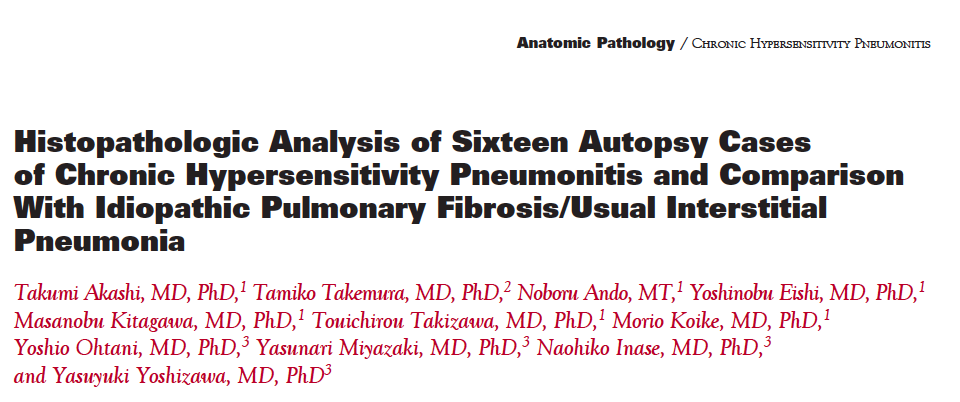 Anatomic Pathology / CHRONIC HYPERSENSITIVITY PNEUMONITIS
Histopathologic Analysis of Sixteen Autopsy Cases
of Chronic Hypersensitivity Pneumonitis and Comparison
With Idiopathic Pulmonary Fibrosis/Usual Interstitial
Pneumonia
Takumi Akashi, MD, PhD,1 Tamiko Takemura, MD, PhD,2 Noboru Ando, MT,1 Yoshinobu Eishi, MD, PhD,1
Masanobu Kitagawa, MD, PhD,1 Touichirou Takizawa, MD, PhD,1 Morio Koike, MD, PhD,1
Yoshio Ohtani, MD, PhD,3 Yasunari Miyazaki, MD, PhD,3 Naohiko Inase, MD, PhD,3
and Yasuyuki Yoshizawa, MD, PhD3